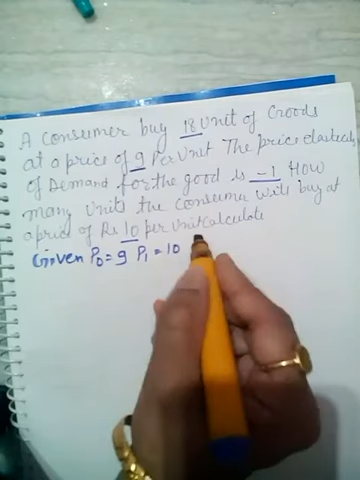 A Consumer buy 18 Unit of Goods
at a price of 9 Per Unit The price elasticity
of Demand for the good is -1 How
many Units the consumer will buy at
a price of Rs 10 per unit calculate
Given P0 = 9 P1 = 10